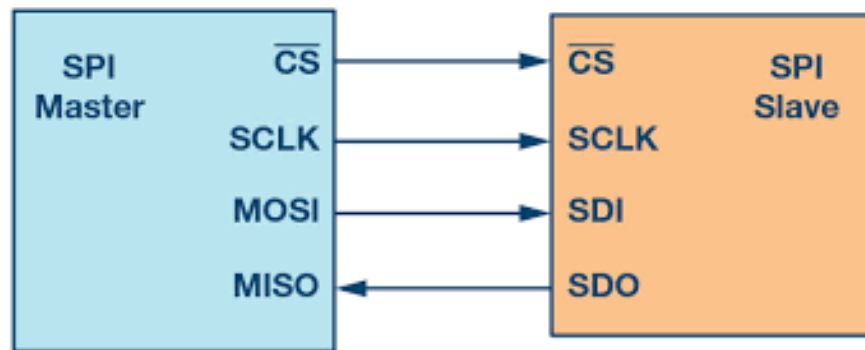 SPI
Master
CS
SCLK
MOSI
MISO
CS
SCLK
SDI
SDO
SPI
Slave